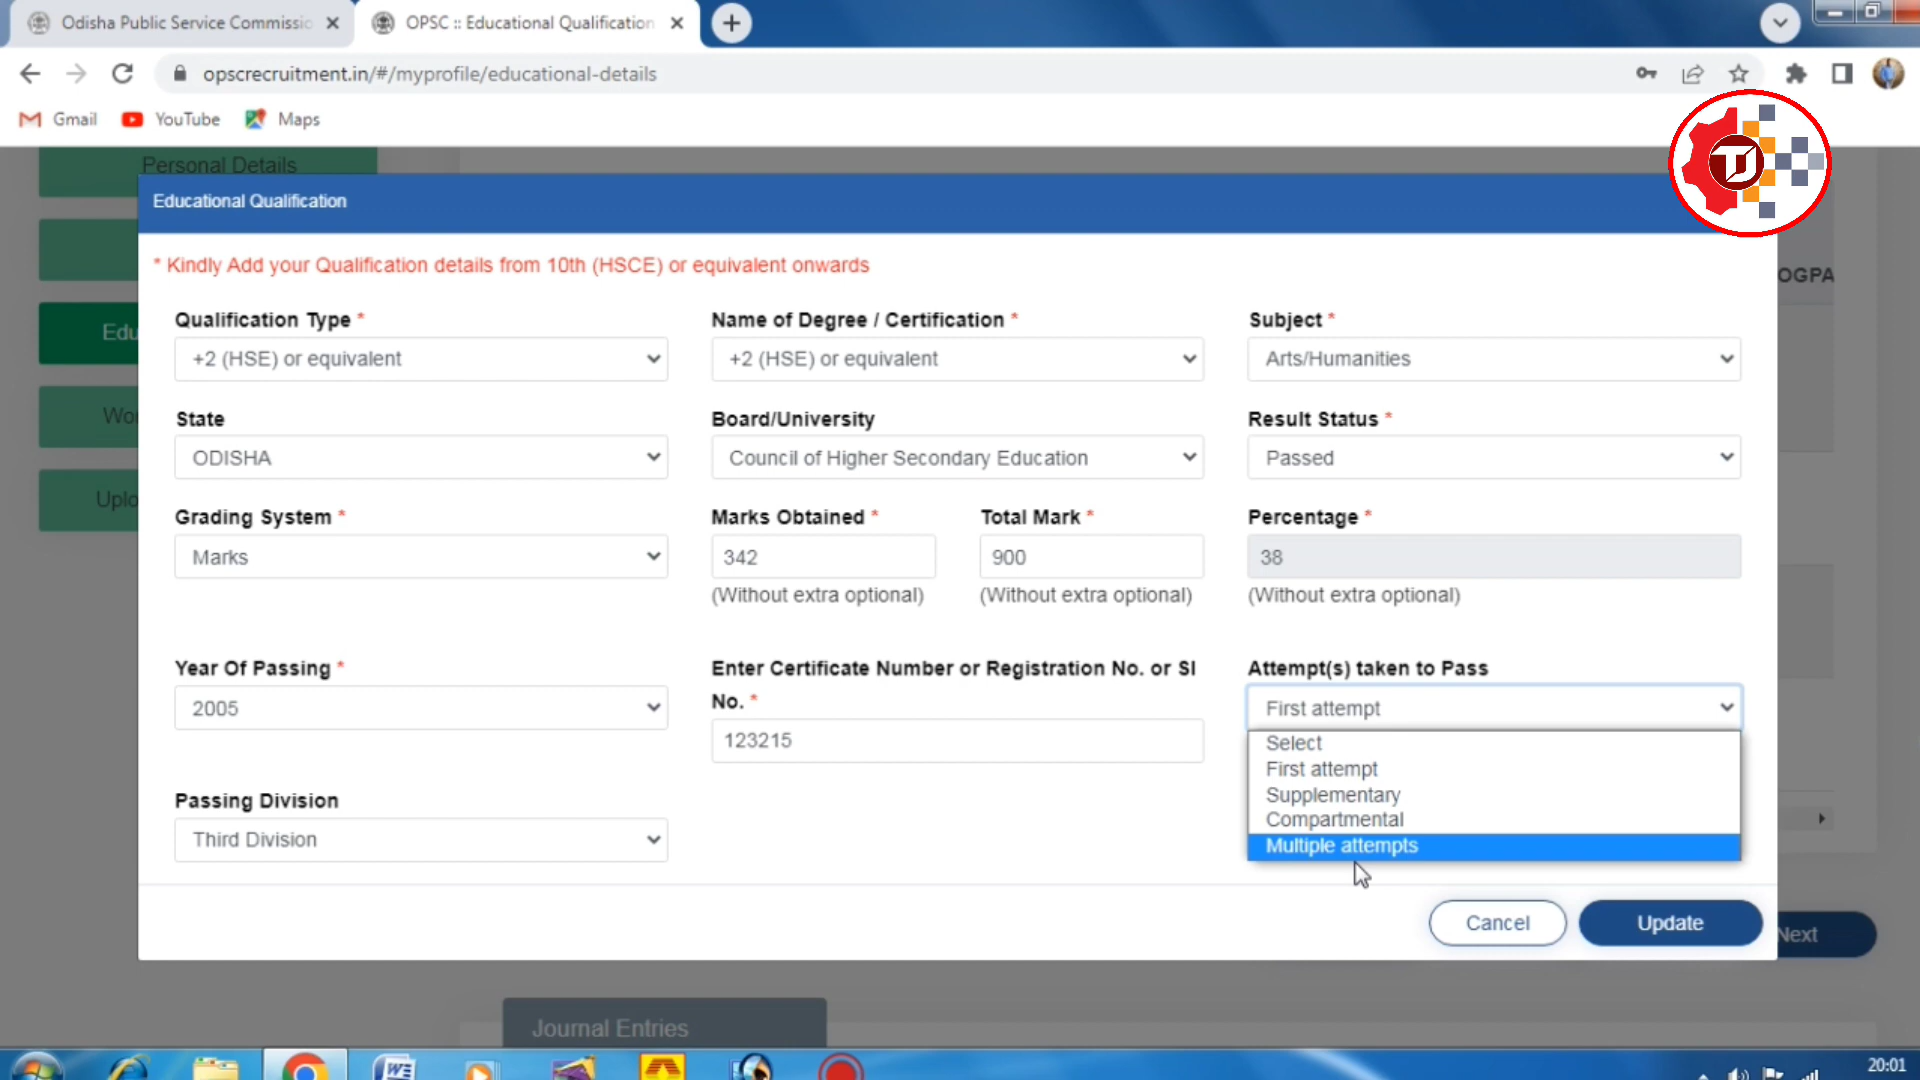 Odisha Public Service Commissio
OPSC :: Educational Qualification
opscrecruitment.in/#/myprofile/educational-details
Gmail YouTube Maps
Personal Details
Educational Qualification
* Kindly Add your Qualification details from 10th (HSCE) or equivalent onwards
OGPA
Qualification Type * Name of Degree / Certification * Subject *
+2 (HSE) or equivalent +2 (HSE) or equivalent Arts/Humanities
Edu
State Board/University Result Status *
Wo
ODISHA Council of Higher Secondary Education Passed
Uplo
Grading System * Marks Obtained * Total Mark * Percentage *
Marks 342 900 38
(Without extra optional) (Without extra optional) (Without extra optional)
Year Of Passing * Enter Certificate Number or Registration No. or Sl No. * Attempt(s) taken to Pass
2005 123215 First attempt
Select
First attempt
Supplementary
Compartmental
Multiple attempts
Passing Division
Third Division
Cancel Update
Next
Journal Entries
20:01